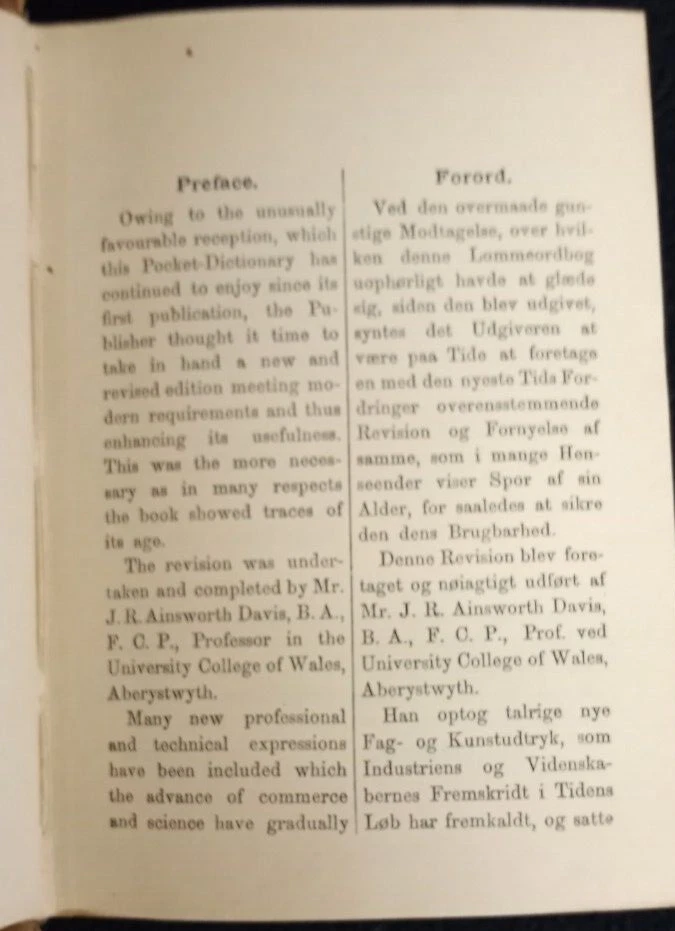 Preface.
Owing to the unusually
favourable reception, which
this Pocket-Dictionary has
continued to enjoy since its
first publication, the Pu-
blisher thought it time to
take in hand a new and
revised edition meeting mo-
dern requirements and thus
enhancing its usefulness.
This was the more neces-
sary as in many respects
the book showed traces of
its age.
The revision was under-
taken and completed by Mr.
J. R. Ainsworth Davis, B. A.,
F. C. P., Professor in the
University College of Wales,
Aberystwyth.
Many new professional
and technical expressions
have been included which
the advance of commerce
and science have gradually
Forord.
Ved den overmaade gun-
stige Modtagelse, over hvil-
ken denne Lommeordbog
uophørligt havde at glæde
sig, siden den blev udgivet,
syntes det Udgiveren at
være paa Tide at foretage
en med den nyeste Tids For-
dringer overensstemmende
Revision og Fornyelse af
samme, som i mange Hen-
seender viser Spor af sin
Alder, for saaledes at sikre
den dens Brugbarhed.
Denne Revision blev fore-
taget og nøiagtigt udført af
Mr. J. R. Ainsworth Davis,
B. A., F. C. P., Prof. ved
University College of Wales,
Aberystwyth.
Han optog talrige nye
Fag- og Kunstudtryk, som
Industriens og Videnska-
bernes Fremskridt i Tidens
Løb har fremkaldt, og satte